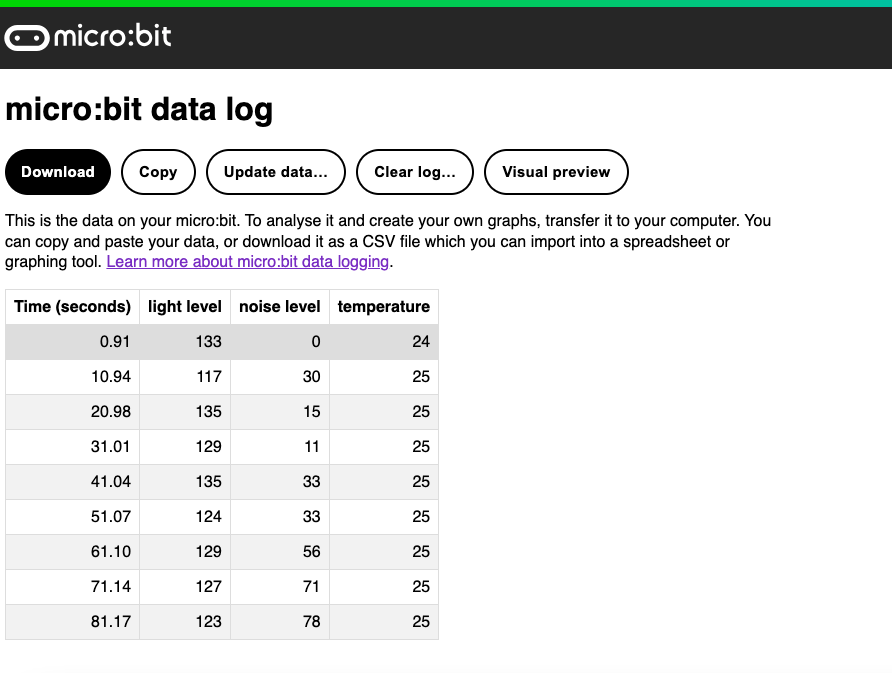 micro:bit
micro:bit data log
Download Copy Update data... Clear log... Visual preview
This is the data on your micro:bit. To analyse it and create your own graphs, transfer it to your computer. You
can copy and paste your data, or download it as a CSV file which you can import into a spreadsheet or
graphing tool. Learn more about micro:bit data logging.
Time (seconds) light level noise level temperature
0.91 133 0 24
10.94 117 30 25
20.98 135 15 25
31.01 129 11 25
41.04 135 33 25
51.07 124 33 25
61.10 129 56 25
71.14 127 71 25
81.17 123 78 25